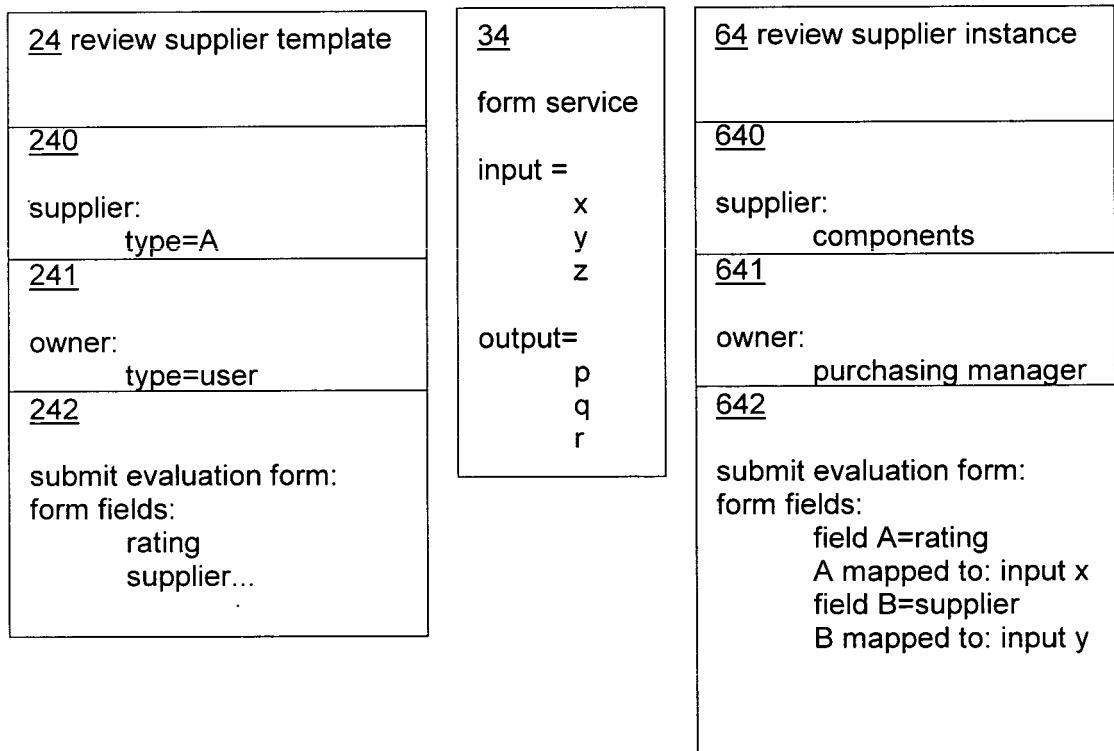 24 review supplier template
240
supplier:
type=A
241
owner:
type=user
242
submit evaluation form:
form fields:
rating
supplier...
34
form service
input =
x
y
z
output=
p
q
r
64 review supplier instance
640
supplier:
components
641
owner:
purchasing manager
642
submit evaluation form:
form fields:
field A=rating
A mapped to: input x
field B=supplier
B mapped to: input y